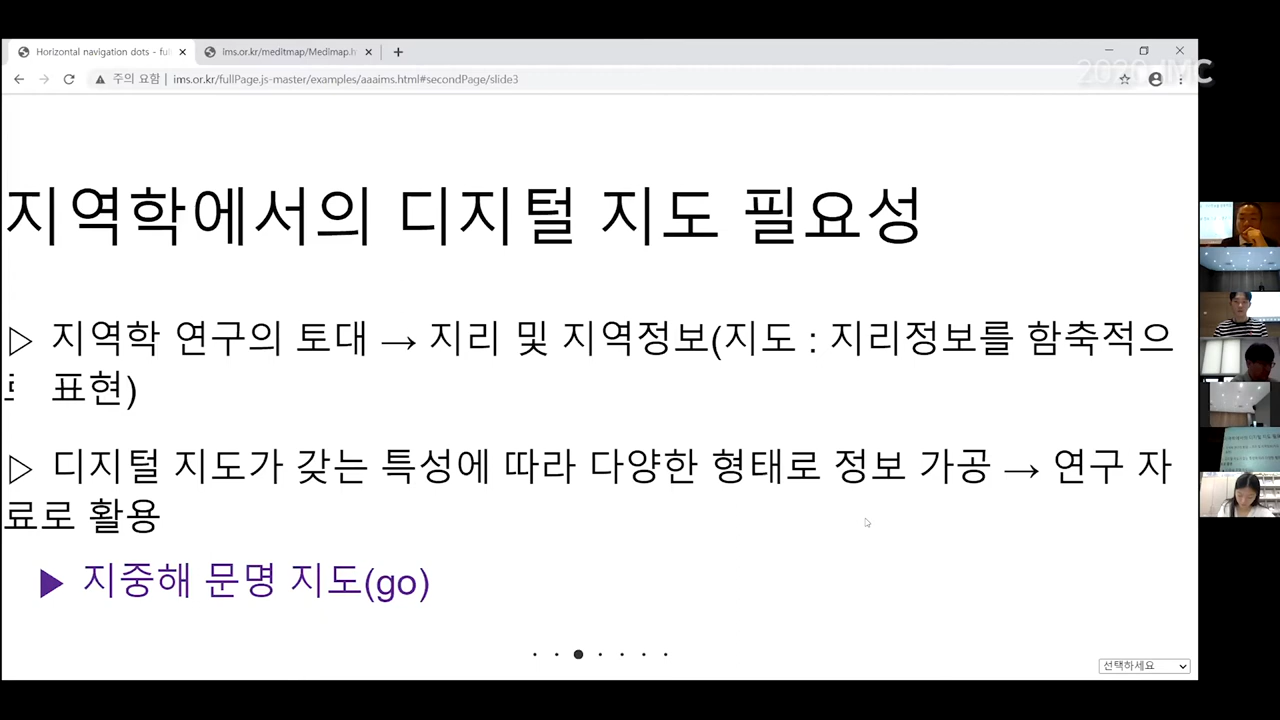 Horizontal navigation dots - ful
ims.or.kr/meditmap/Medimap.h
2020 IMC
주의 요함 | ims.or.kr/fullPage.js-master/examples/aaaims.html#secondPage/slide3
지역학에서의 디지털 지도 필요성
▷ 지역학 연구의 토대 → 지리 및 지역정보(지도 : 지리정보를 함축적으
로 표현)
▷ 디지털 지도가 갖는 특성에 따라 다양한 형태로 정보 가공 → 연구 자
료로 활용
▶ 지중해 문명 지도(go)
선택하세요